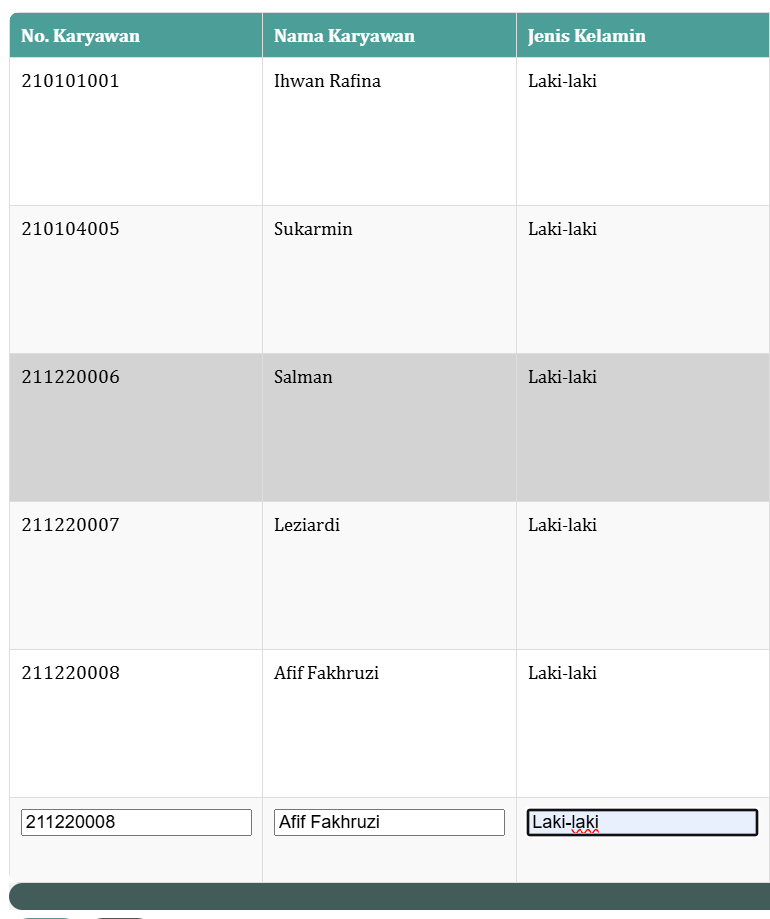 No. Karyawan Nama Karyawan Jenis Kelamin
210101001 Ihwan Rafina Laki-laki
210104005 Sukarmin Laki-laki
211220006 Salman Laki-laki
211220007 Leziardi Laki-laki
211220008 Afif Fakhruzi Laki-laki
211220008 Afif Fakhruzi Laki-laki